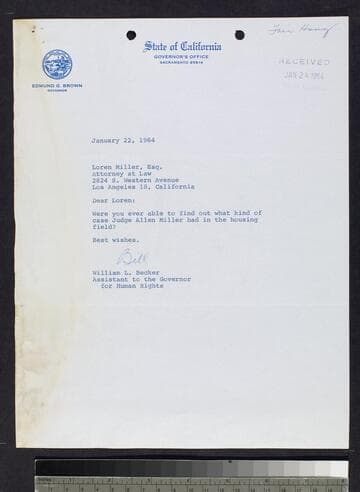 Fair Housg
State of California
GOVERNOR'S OFFICE
SACRAMENTO 95814
EDMUND G. BROWN
GOVERNOR
RECEIVED
JAN 24 1964
January 22, 1964
Loren Miller, Esq.
Attorney at Law
2824 S. Western Avenue
Los Angeles 18, California
Dear Loren:
Were you ever able to find out what kind of
case Judge Allen Miller had in the housing
field?
Best wishes.
Bill
William L. Becker
Assistant to the Governor
for Human Rights